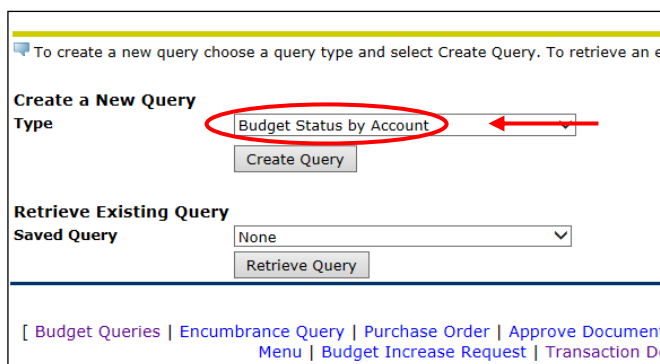 To create a new query choose a query type and select Create Query. To retrieve an e
Create a New Query
Type
Budget Status by Account
Create Query
Retrieve Existing Query
Saved Query
None
Retrieve Query
[ Budget Queries | Encumbrance Query | Purchase Order | Approve Document
Menu | Budget Increase Request | Transaction D